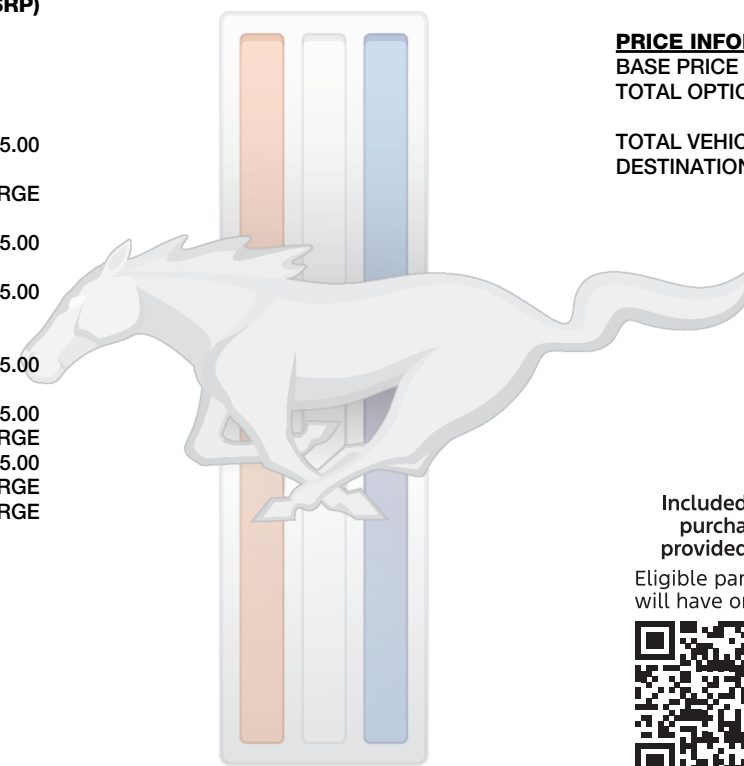 SRP)
5.00
RGE
5.00
5.00
5.00
5.00
RGE
5.00
RGE
RGE
PRICE INFO
BASE PRICE
TOTAL OPTIO
TOTAL VEHIC
DESTINATION
Included
purcha
provided
Eligible par
will have or